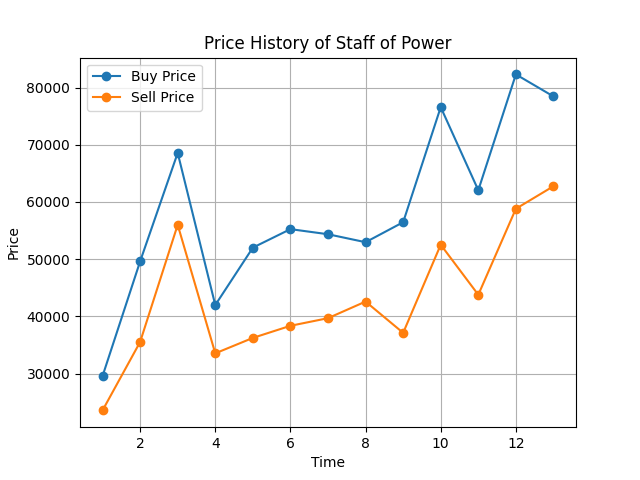 Price History of Staff of Power
Buy Price
Sell Price
80000
70000
60000
50000
40000
30000
Price
2 4 6 8 10 12
Time